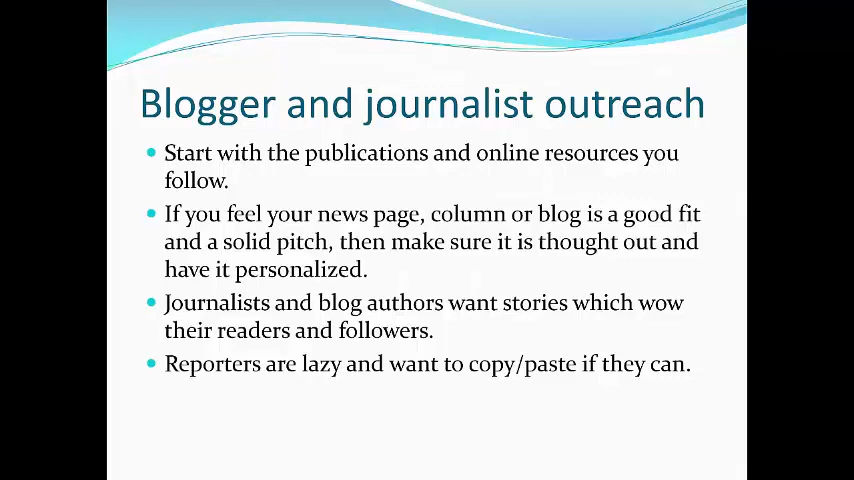 Blogger and journalist outreach
• Start with the publications and online resources you
follow.
• If you feel your news page, column or blog is a good fit
and a solid pitch, then make sure it is thought out and
have it personalized.
• Journalists and blog authors want stories which wow
their readers and followers.
• Reporters are lazy and want to copy/paste if they can.